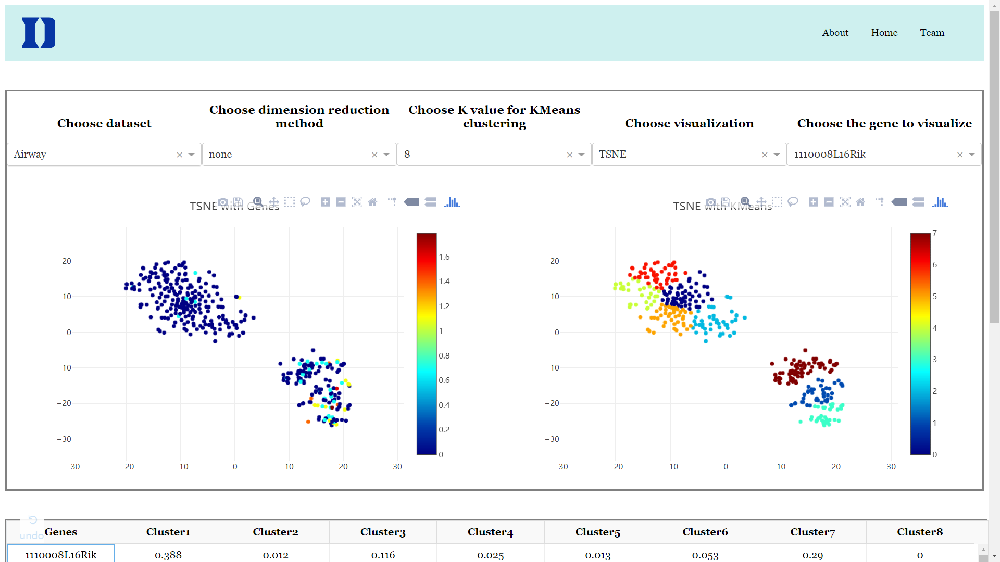 About Home Team
Choose dataset
Choose dimension reduction
method
Choose K value for KMeans
clustering
Choose visualization
Choose the gene to visualize
Airway
none
8
TSNE
1110008L16Rik
TSNE with Genes
20
10
0
−10
−20
−30
−30 −20 −10 0 10 20 30
1.6
1.4
1.2
1
0.8
0.6
0.4
0.2
0
TSNE with KMeans
20
10
0
−10
−20
−30
−30 −20 −10 0 10 20 30
7
6
5
4
3
2
1
0
undo
Genes Cluster1 Cluster2 Cluster3 Cluster4 Cluster5 Cluster6 Cluster7 Cluster8
1110008L16Rik 0.388 0.012 0.116 0.025 0.013 0.053 0.29 0